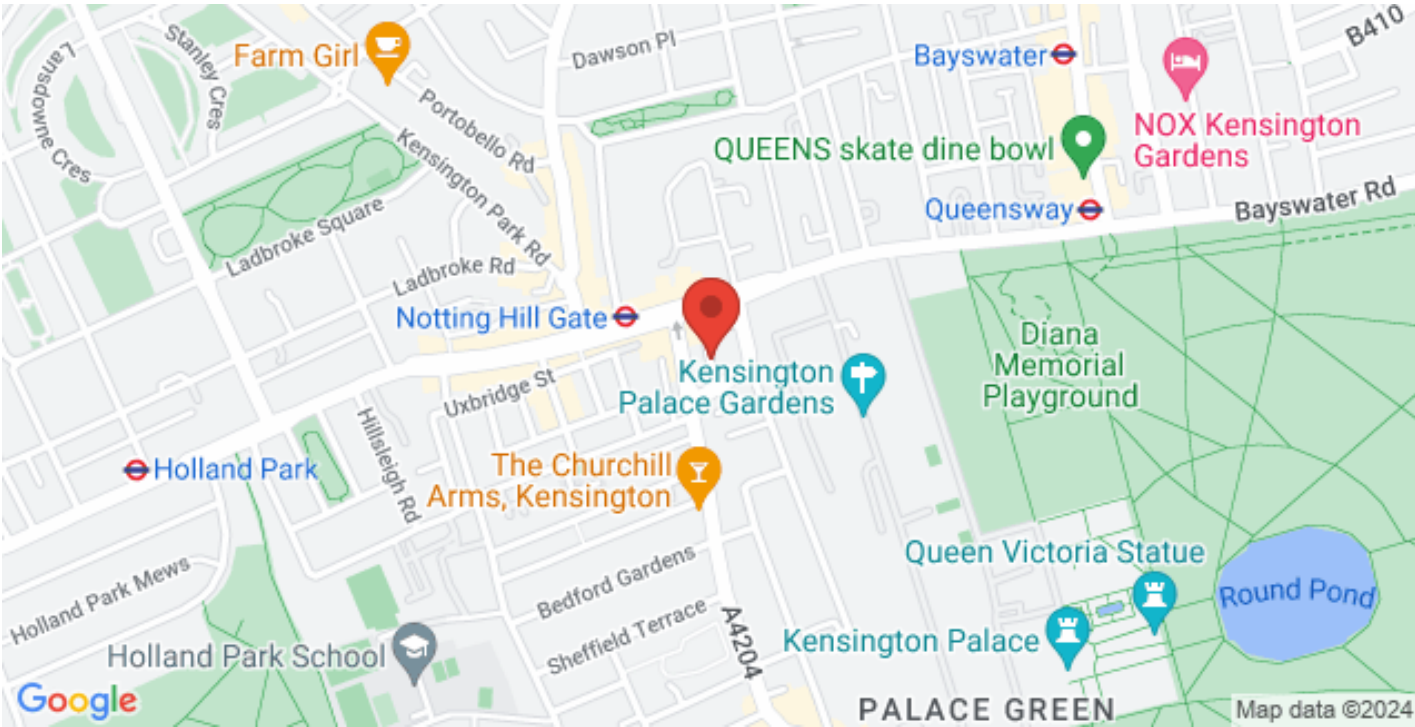 Farm Girl
Dawson Pl
Bayswater
B410
Lansdowne Cres
Stanley Cres
Portobello Rd
Kensington Park Rd
QUEENS skate dine bowl
NOX Kensington
Gardens
Ladbroke Square
Queensway
Bayswater Rd
Ladbroke Rd
Notting Hill Gate
Diana
Memorial
Playground
Kensington
Palace Gardens
Uxbridge St
Hillsleigh Rd
Holland Park
The Churchill
Arms, Kensington
Queen Victoria Statue
Round Pond
Bedford Gardens
Holland Park Mews
Sheffield Terrace
A4204
Kensington Palace
Holland Park School
Google
PALACE GREEN
Map data ©2024